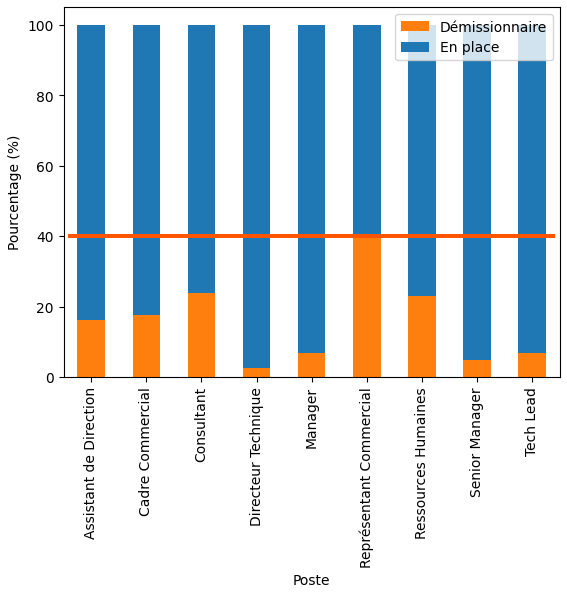 Démissionnaire
En place
Pourcentage (%)
100
80
60
40
20
0
Assistant de Direction
Cadre Commercial
Consultant
Directeur Technique
Manager
Représentant Commercial
Ressources Humaines
Senior Manager
Tech Lead
Poste